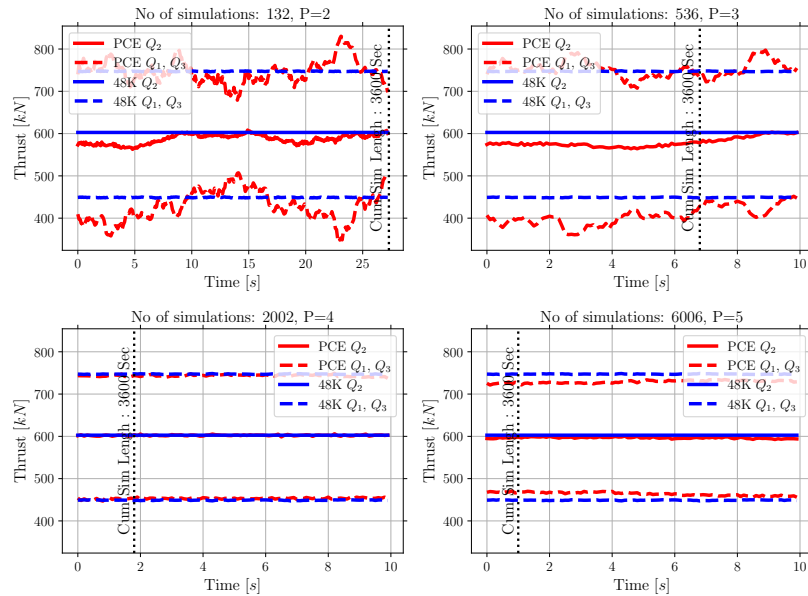 No of simulations: 132, P=2
800
700
600
500
400
Thrust [kN]
PCE Q2
PCE Q1, Q3
48K Q2
48K Q1, Q3
Cum Sim Length : 3600 Sec
0 5 10 15 20 25
Time [s]
No of simulations: 536, P=3
800
700
600
500
400
Thrust [kN]
PCE Q2
PCE Q1, Q3
48K Q2
48K Q1, Q3
Cum Sim Length : 3600 Sec
0 2 4 6 8 10
Time [s]
No of simulations: 2002, P=4
800
700
600
500
400
Thrust [kN]
PCE Q2
PCE Q1, Q3
48K Q2
48K Q1, Q3
Cum Sim Length : 3600 Sec
0 2 4 6 8 10
Time [s]
No of simulations: 6006, P=5
800
700
600
500
400
Thrust [kN]
PCE Q2
PCE Q1, Q3
48K Q2
48K Q1, Q3
Cum Sim Length : 3600 Sec
0 2 4 6 8 10
Time [s]